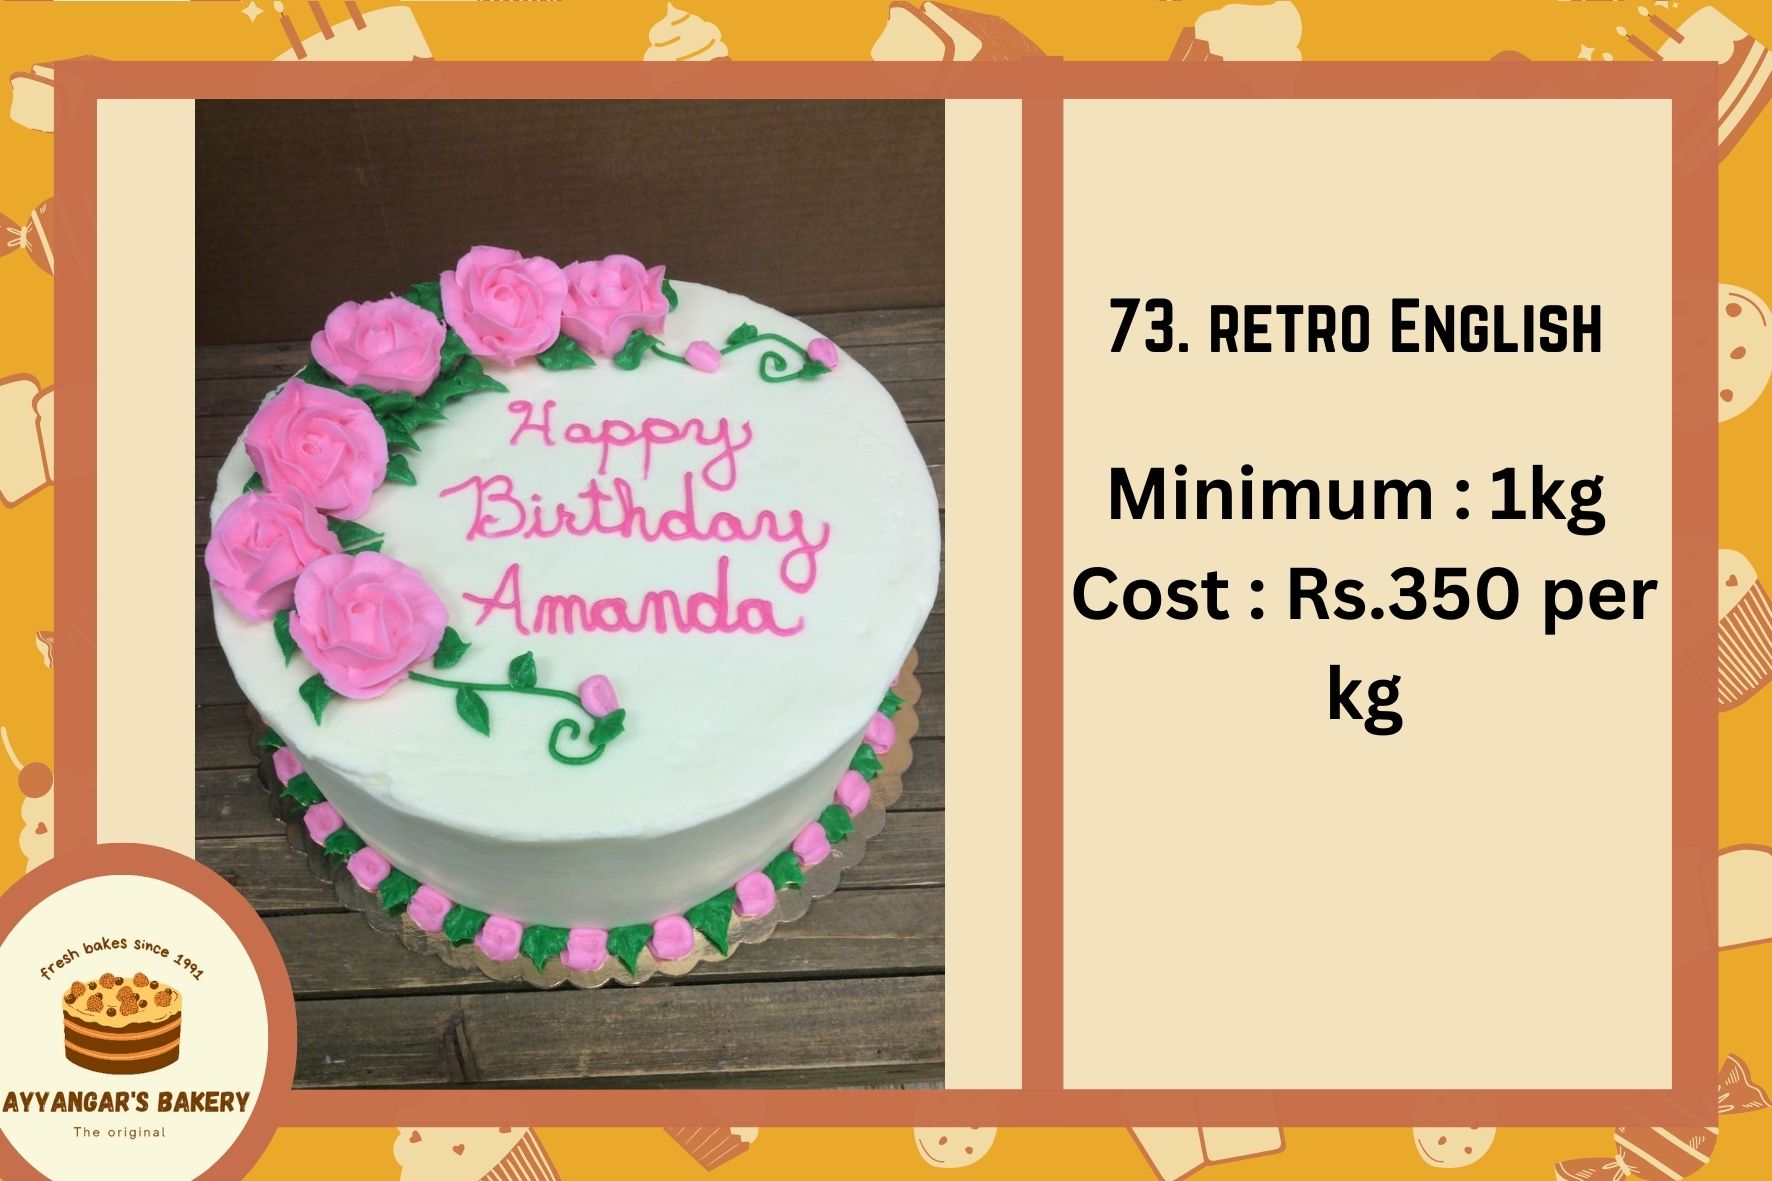 Happy
Birthday
Amanda
73. RETRO ENGLISH
Minimum : 1kg
Cost : Rs.350 per
kg
fresh bakes since 1991
AYYANGAR'S BAKERY
The original